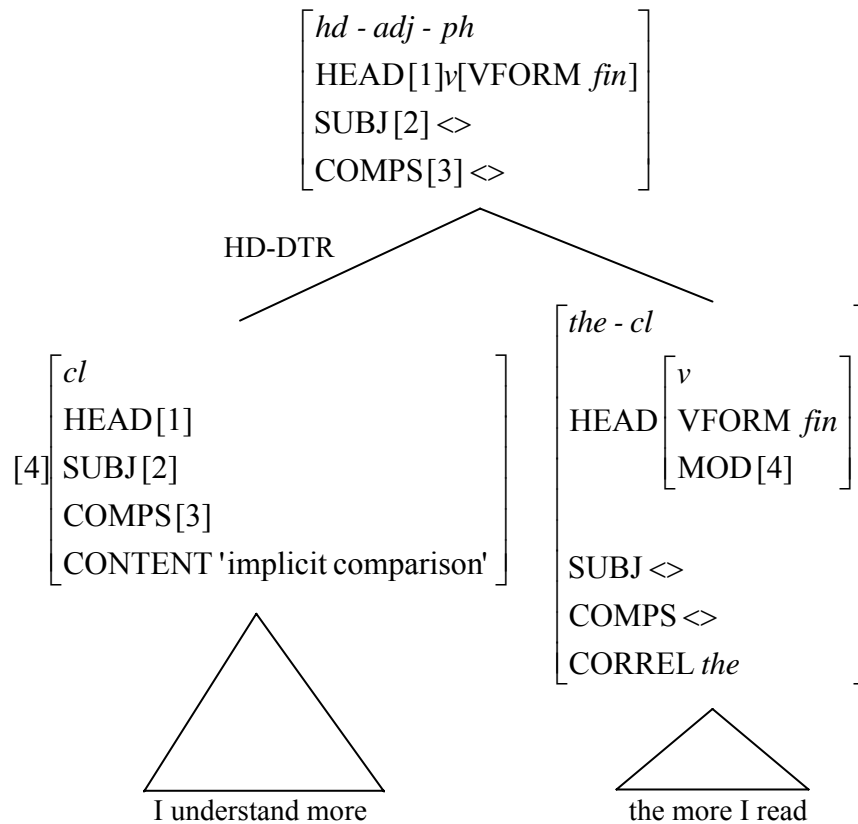 hd - adj - ph
HEAD[1]v[VFORM fin]
SUBJ[2] <>
COMPS[3] <>
HD-DTR
[4]
cl
HEAD[1]
SUBJ[2]
COMPS[3]
CONTENT 'implicit comparison'
I understand more
the - cl
HEAD
v
VFORM fin
MOD[4]
SUBJ <>
COMPS <>
CORREL the
the more I read